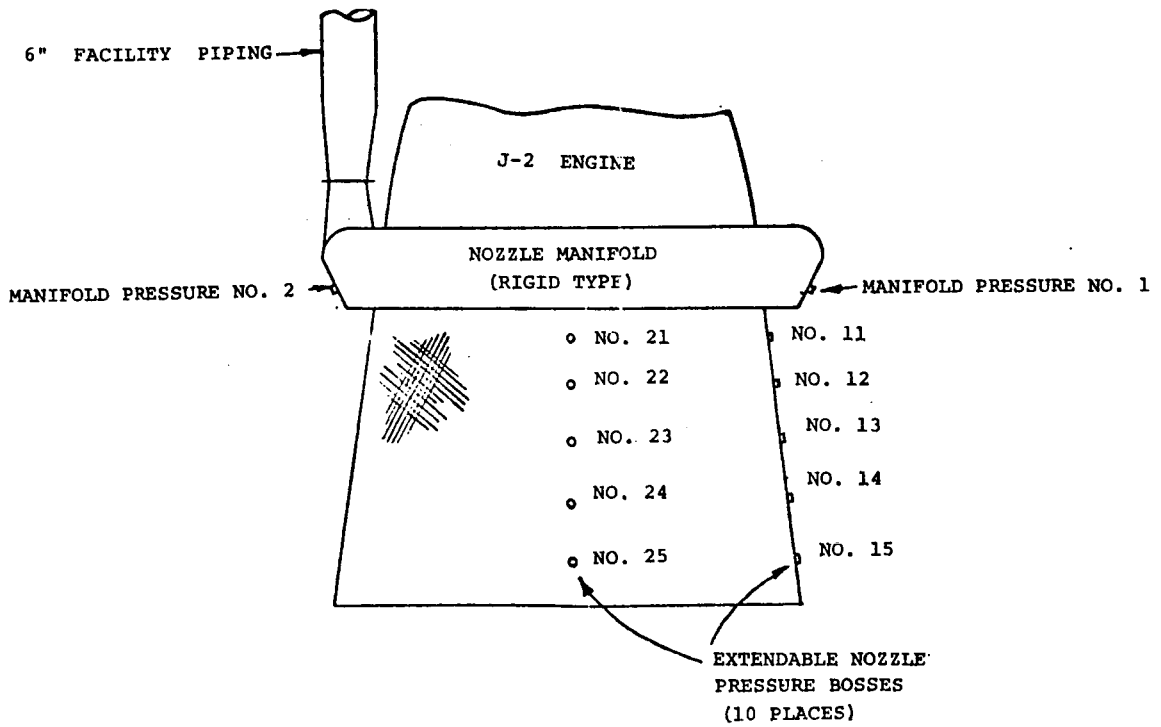 6" FACILITY PIPING
J-2 ENGINE
NOZZLE MANIFOLD
(RIGID TYPE)
MANIFOLD PRESSURE NO. 2
MANIFOLD PRESSURE NO. 1
NO. 21
NO. 11
NO. 22
NO. 12
NO. 23
NO. 13
NO. 24
NO. 14
NO. 25
NO. 15
EXTENDABLE NOZZLE
PRESSURE BOSSES
(10 PLACES)